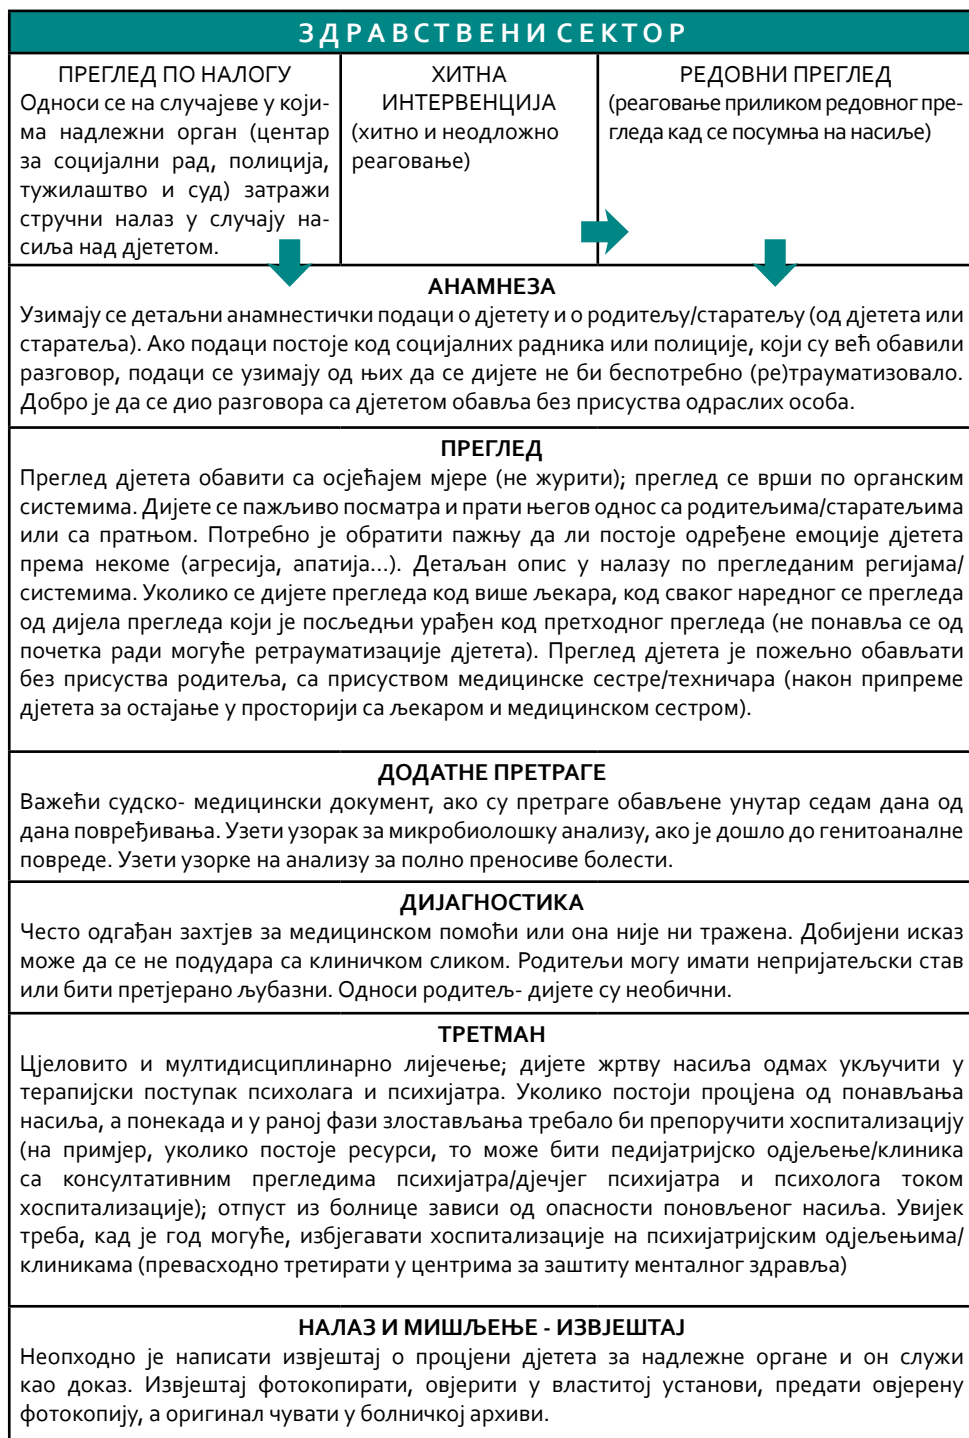 ЗДРАВСТВЕНИ СЕКТОР
ПРЕГЛЕД ПО НАЛОГУ
Односи се на случајеве у који-
ма надлежни орган (центар
за социјални рад, полиција,
тужилаштво и суд) затражи
стручни налаз у случају на-
сиља над дјететом.
ХИТНА
ИНТЕРВЕНЦИЈА
(хитно и неодложно
реаговање)
РЕДОВНИ ПРЕГЛЕД
(реаговање приликом редовног пре-
гледа кад се посумња на насиље)
АНАМНЕЗА
Узимају се детаљни анамнестички подаци о дјетету и о родитељу/старатељу (од дјетета или
старатеља). Ако подаци постоје код социјалних радника или полиције, који су већ обавили
разговор, подаци се узимају од њих да се дијете не би беспотребно (ре)трауматизовало.
Добро је да се дио разговора са дјететом обавља без присуства одраслих особа.
ПРЕГЛЕД
Преглед дјетета обавити са осјећајем мјере (не журити); преглед се врши по органским
системима. Дијете се пажљиво посматра и прати његов однос са родитељима/старатељима
или са пратњом. Потребно је обратити пажњу да ли постоје одређене емоције дјетета
према некоме (агресија, апатија...). Детаљан опис у налазу по прегледаним регијама/
системима. Уколико се дијете прегледа код више љекара, код сваког наредног се прегледа
од дијела прегледа који је посљедњи урађен код претходног прегледа (не понавља се од
почетка ради могуће ретрауматизације дјетета). Преглед дјетета је пожељно обављати
без присуства родитеља, са присуством медицинске сестре/техничара (након припреме
дјетета за остајање у просторији са љекаром и медицинском сестром).
ДОДАТНЕ ПРЕТРАГЕ
Важећи судско- медицински документ, ако су претраге обављене унутар седам дана од
дана повређивања. Узети узорак за микробиолошку анализу, ако је дошло до генитоаналне
повреде. Узети узорке на анализу за полно преносиве болести.
ДИЈАГНОСТИКА
Често одгађан захтјев за медицинском помоћи или она није ни тражена. Добијени исказ
може да се не подудара са клиничком сликом. Родитељи могу имати непријатељски став
или бити претјерано љубазни. Односи родитељ- дијете су необични.
ТРЕТМАН
Цјеловито и мултидисциплинарно лијечење; дијете жртву насиља одмах укључити у
терапијски поступак психолага и психијатра. Уколико постоји процјена од понављања
насиља, а понекада и у раној фази злостављања требало би препоручити хоспитализацију
(на примјер, уколико постоје ресурси, то може бити педијатријско одјељење/клиника
са консултативним прегледима психијатра/дјечјег психијатра и психолога током
хоспитализације); отпуст из болнице зависи од опасности поновљеног насиља. Увијек
треба, кад је год могуће, избјегавати хоспитализације на психијатријским одјељењима/
клиникама (превасходно третирати у центрима за заштиту менталног здравља)
НАЛАЗ И МИШЉЕЊЕ - ИЗВЈЕШТАЈ
Неопходно је написати извјештај о процјени дјетета за надлежне органе и он служи
као доказ. Извјештај фотокопирати, овјерити у властитој установи, предати овјерену
фотокопију, а оригинал чувати у болничкој архиви.